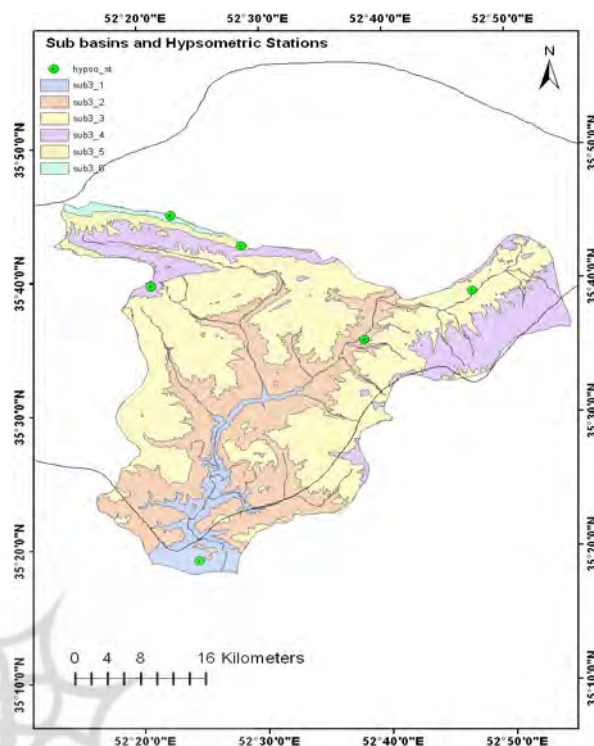 52°20'0"E 52°30'0"E 52°40'0"E 52°50'0"E
Sub basins and Hypsometric Stations
N
hypso_st
sub3_1
sub3_2
sub3_3
sub3_4
sub3_5
sub3_6
35°50'0"N 35°50'0"N
35°40'0"N 35°40'0"N
35°30'0"N 35°30'0"N
35°20'0"N 35°20'0"N
35°10'0"N 35°10'0"N
0 4 8 16 Kilometers
52°20'0"E 52°30'0"E 52°40'0"E 52°50'0"E